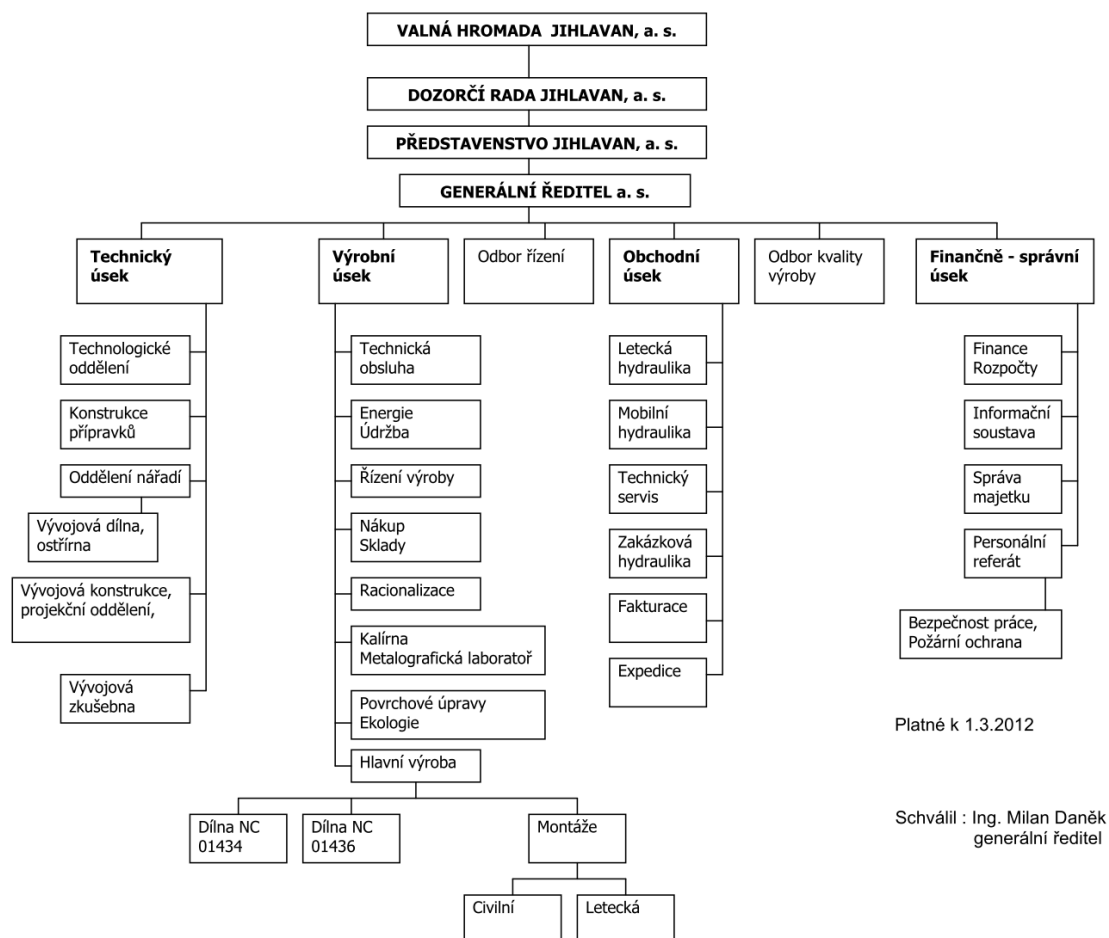 VALNÁ HROMADA JIHLAVAN, a. s.
DOZORČÍ RADA JIHLAVAN, a. s.
PŘEDSTAVENSTVO JIHLAVAN, a. s.
GENERÁLNÍ ŘEDITEL a. s.
Technický
úsek
Výrobní
úsek
Odbor řízení
Obchodní
úsek
Odbor kvality
výroby
Finančně - správní
úsek
Technologické
oddělení
Konstrukce
přípravků
Oddělení nářadí
Vývojová dílna,
ostřírna
Vývojová konstrukce,
projekční oddělení,
Vývojová
zkušebna
Technická
obsluha
Energie
Údržba
Řízení výroby
Nákup
Sklady
Racionalizace
Kalírna
Metalografická laboratoř
Povrchové úpravy
Ekologie
Hlavní výroba
Dílna NC
01434
Dílna NC
01436
Montáže
Civilní
Letecká
Letecká
hydraulika
Mobilní
hydraulika
Technický
servis
Zakázková
hydraulika
Fakturace
Expedice
Finance
Rozpočty
Informační
soustava
Správa
majetku
Personální
referát
Bezpečnost práce,
Požární ochrana
Platné k 1.3.2012
Schválil : Ing. Milan Daněk
generální ředitel